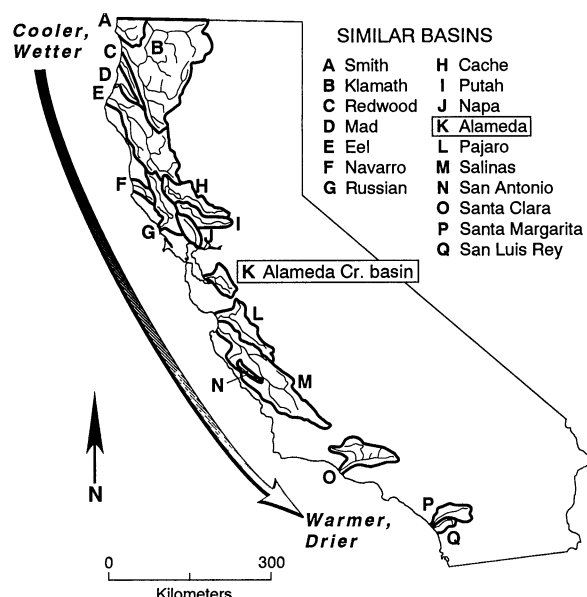 Cooler,
Wetter
SIMILAR BASINS
A Smith
B Klamath
C Redwood
D Mad
E Eel
F Navarro
G Russian
H Cache
I Putah
J Napa
K Alameda
L Pajaro
M Salinas
N San Antonio
O Santa Clara
P Santa Margarita
Q San Luis Rey
A
B
C
D
E
F
H
I
G
J
K Alameda Cr. basin
L
N
M
O
P
Q
N
Warmer,
Drier
0 300
Kilometers